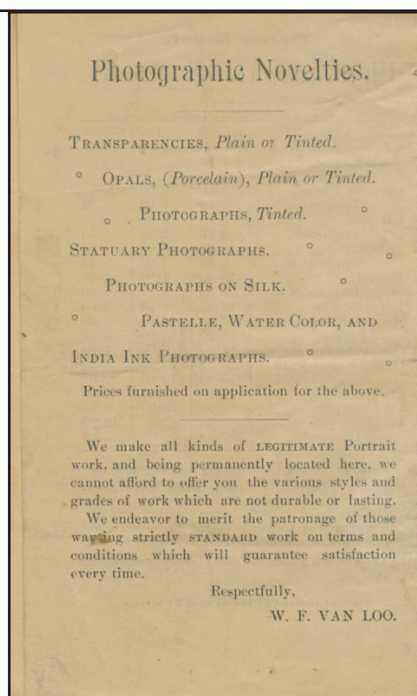 Photographic Novelties.
TRANSPARENCIES, Plain or Tinted.
OPALS, (Porcelain), Plain or Tinted.
PHOTOGRAPHS, Tinted.
STATUARY PHOTOGRAPHS.
PHOTOGRAPHS ON SILK.
PASTELLE, WATER COLOR, AND
INDIA INK PHOTOGRAPHS.
Prices furnished on application for the above.
We make all kinds of LEGITIMATE Portrait
work, and being permanently located here, we
cannot afford to offer you the various styles and
grades of work which are not durable or lasting.
We endeavor to merit the patronage of those
wanting strictly STANDARD work on terms and
conditions which will guarantee satisfaction
every time.
Respectfully,
W. F. VAN LOO.